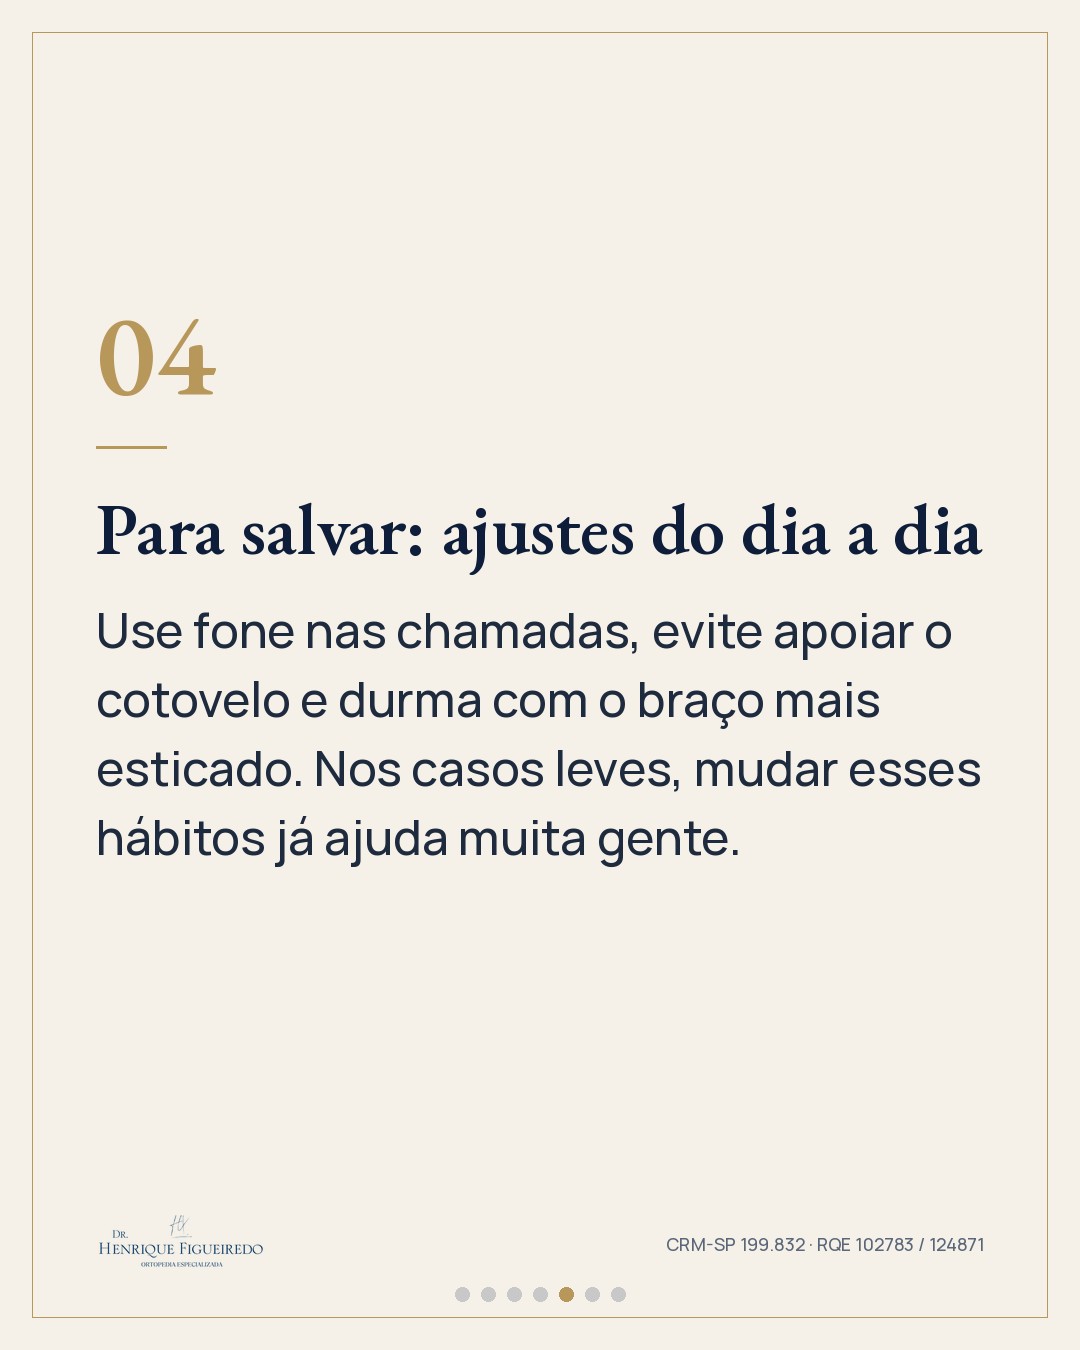 04
Para salvar: ajustes do dia a dia
Use fone nas chamadas, evite apoiar o
cotovelo e durma com o braço mais
esticado. Nos casos leves, mudar esses
hábitos já ajuda muita gente.
DR.
HENRIQUE FIGUEIREDO
ORTOPEDIA ESPECIALIZADA
CRM-SP 199.832 · RQE 102783 / 124871